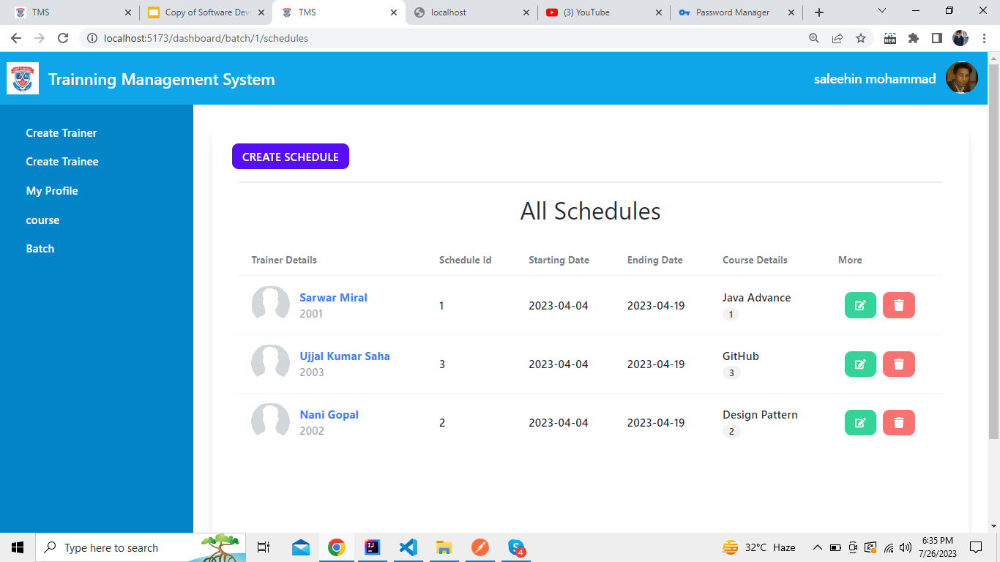 TMS
Copy of Software Deve
TMS
localhost
(3) YouTube
Password Manager
localhost:5173/dashboard/batch/1/schedules
NEW
Trainning Management System
saleehin mohammad
Create Trainer
Create Trainee
My Profile
course
Batch
CREATE SCHEDULE
All Schedules
Trainer Details Schedule Id Starting Date Ending Date Course Details More
Sarwar Miral 1 2023-04-04 2023-04-19 Java Advance
2001 1
Ujjal Kumar Saha 3 2023-04-04 2023-04-19 GitHub
2003 3
Nani Gopal 2 2023-04-04 2023-04-19 Design Pattern
2002 2
Type here to search
4
32°C Haze
6:35 PM
7/26/2023